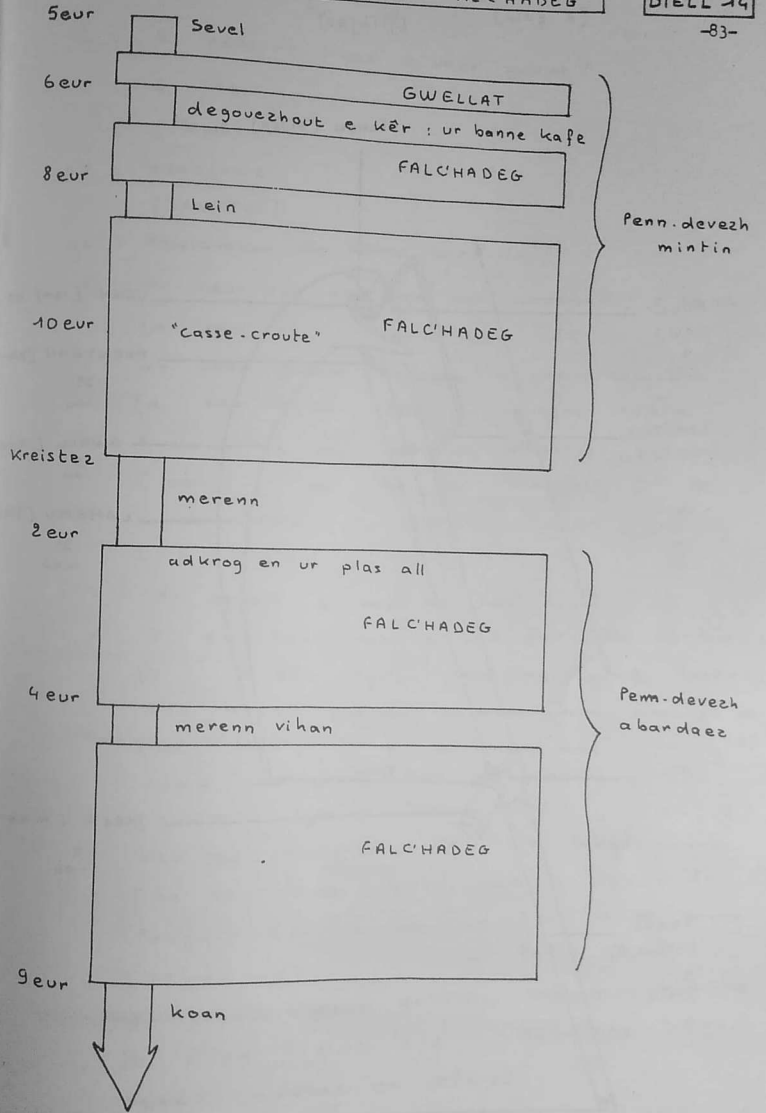 DIELL 14
-83-
5eur
Sevel
6eur
GWELLAT
degouezhout e kêr : ur banne kafe
8eur
FALC'HADEG
Lein
Penn-devezh
mintin
10eur
"casse-croute"
FALC'HADEG
Kreistez
merenn
2eur
adkrog en ur plas all
FALC'HADEG
4eur
Penn-devezh
abardaez
merenn vihan
FALC'HADEG
9eur
koan